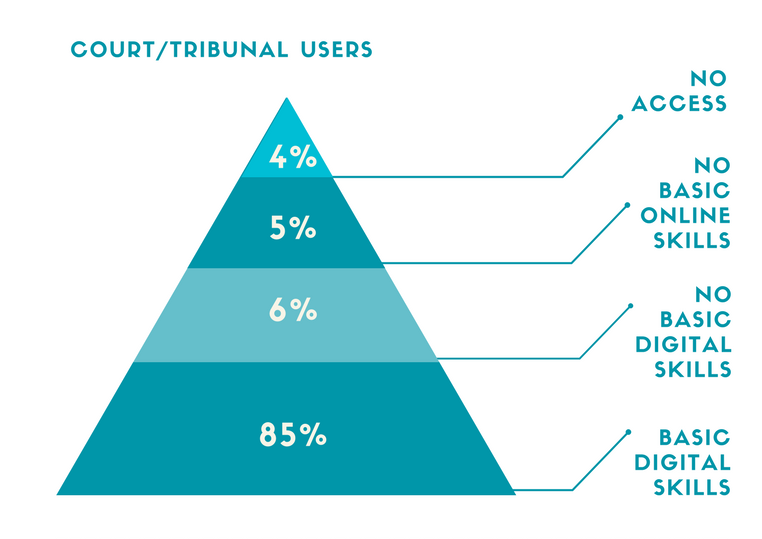 COURT/TRIBUNAL USERS
NO
ACCESS
4%
NO
BASIC
ONLINE
SKILLS
5%
NO
BASIC
DIGITAL
SKILLS
6%
BASIC
DIGITAL
SKILLS
85%